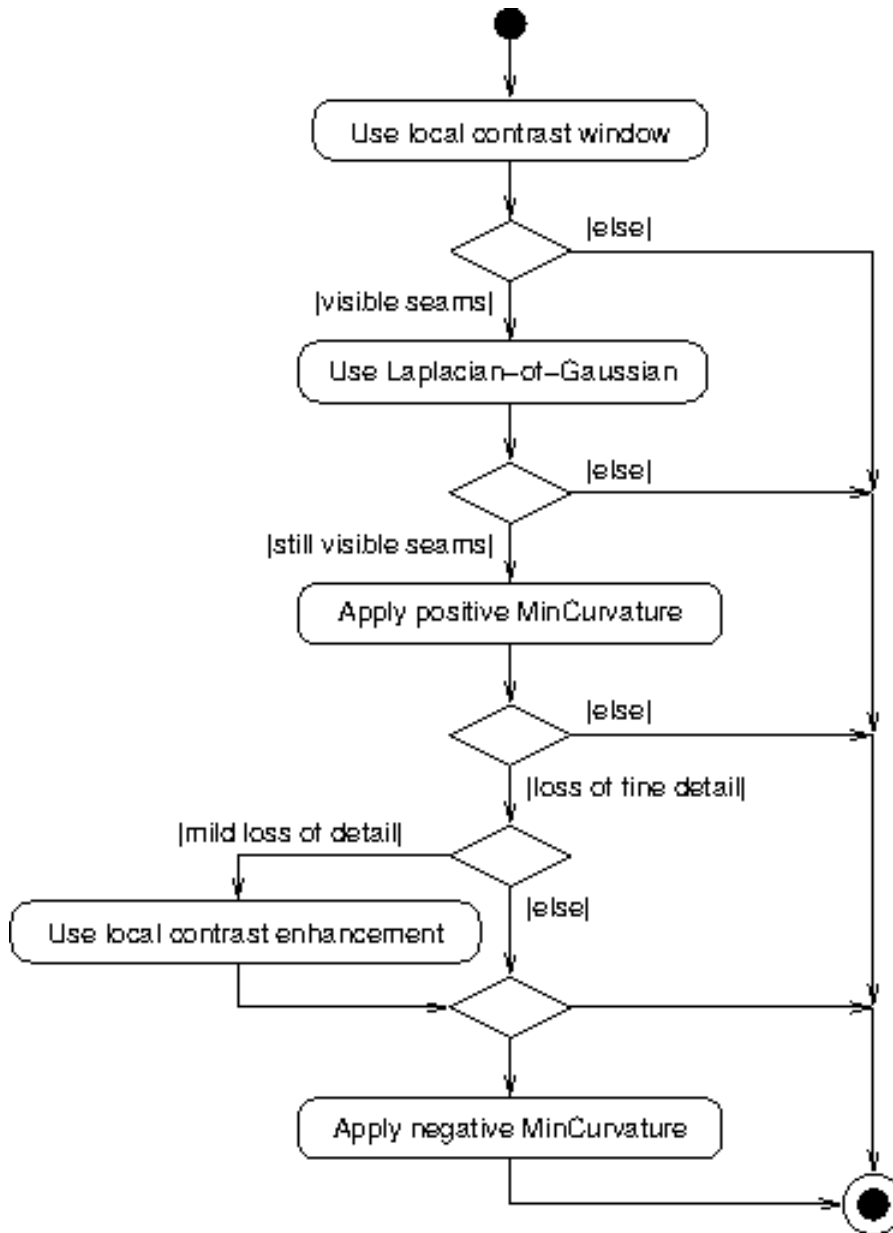 Use local contrast window
|else|
|visible seams|
Use Laplacian-of-Gaussian
|else|
|still visible seams|
Apply positive MinCurvature
|else|
|loss of fine detail|
|mild loss of detail|
|else|
Use local contrast enhancement
Apply negative MinCurvature